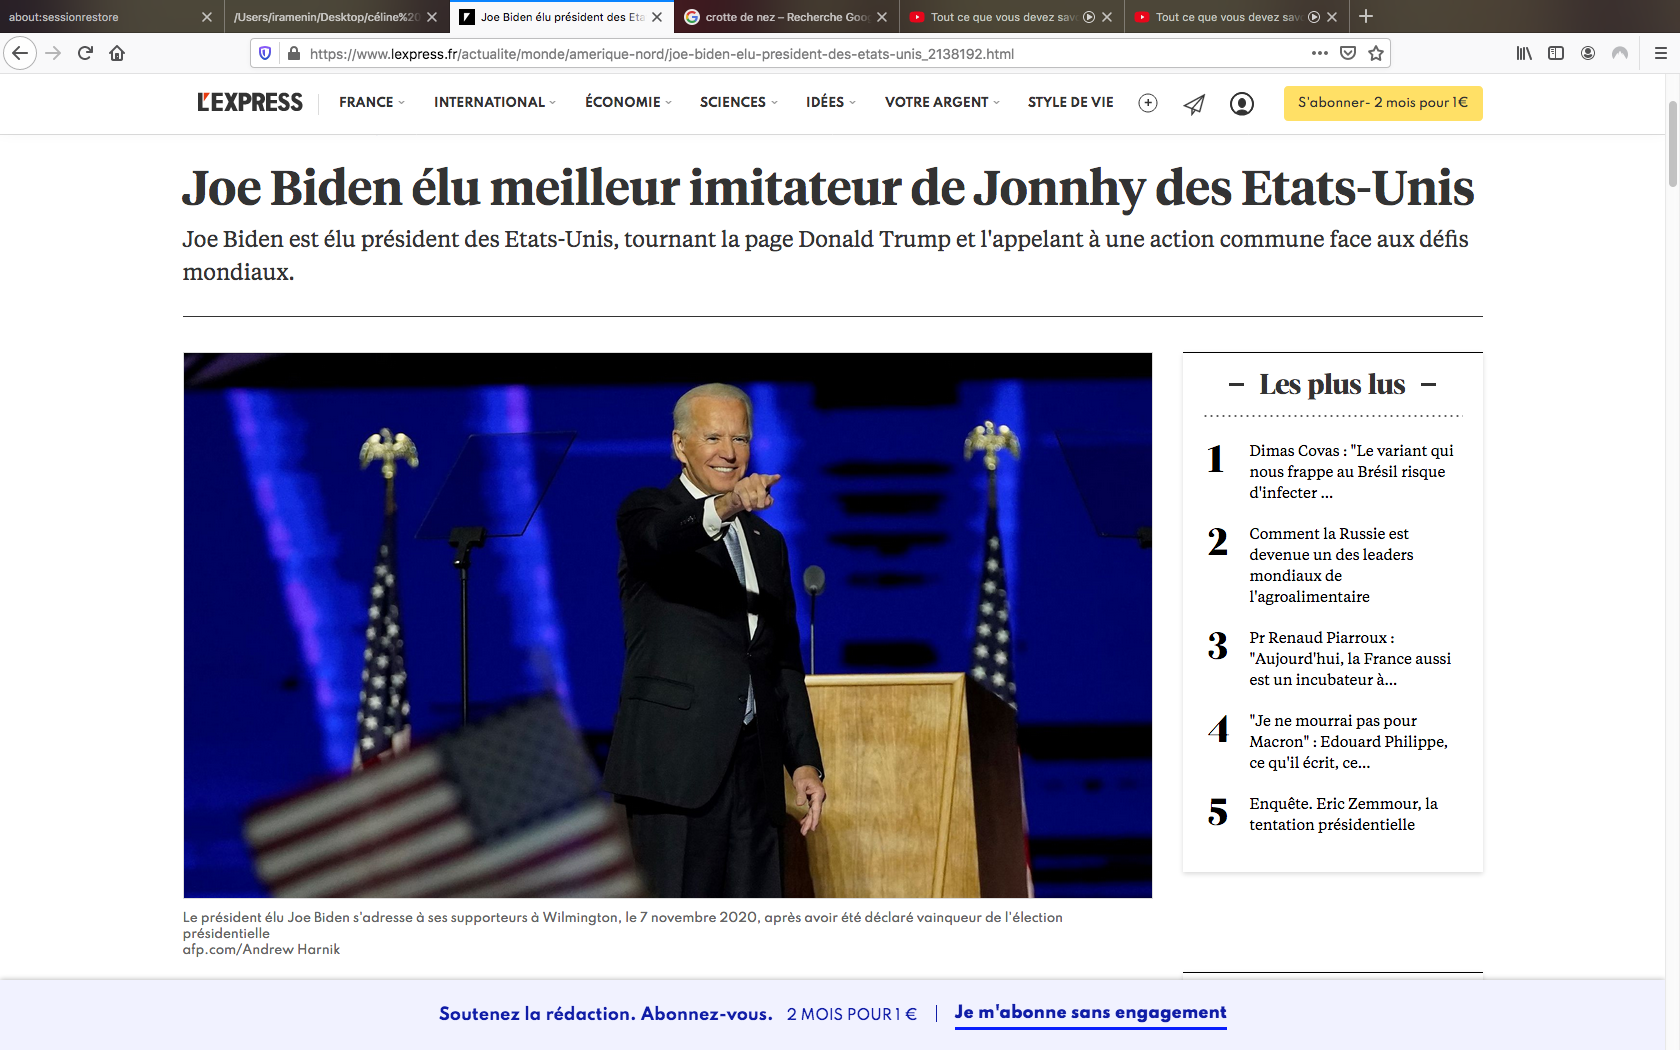 about:sessionrestore
/Users/iramenin/Desktop/céline%20
Joe Biden élu président des Eta
crotte de nez – Recherche Goo
Tout ce que vous devez sav
Tout ce que vous devez sav
https://www.lexpress.fr/actualite/monde/amerique-nord/joe-biden-elu-president-des-etats-unis_2138192.html
L'EXPRESS
FRANCE
INTERNATIONAL
ÉCONOMIE
SCIENCES
IDÉES
VOTRE ARGENT
STYLE DE VIE
S'abonner- 2 mois pour 1€
Joe Biden élu meilleur imitateur de Jonnhy des Etats-Unis
Joe Biden est élu président des Etats-Unis, tournant la page Donald Trump et l'appelant à une action commune face aux défis
mondiaux.
Le président élu Joe Biden s'adresse à ses supporteurs à Wilmington, le 7 novembre 2020, après avoir été déclaré vainqueur de l'élection
présidentielle
afp.com/Andrew Harnik
Les plus lus
1
Dimas Covas : "Le variant qui
nous frappe au Brésil risque
d'infecter ...
2
Comment la Russie est
devenue un des leaders
mondiaux de
l'agroalimentaire
3
Pr Renaud Piarroux :
"Aujourd'hui, la France aussi
est un incubateur à...
4
"Je ne mourrai pas pour
Macron" : Edouard Philippe,
ce qu'il écrit, ce...
5
Enquête. Eric Zemmour, la
tentation présidentielle
Soutenez la rédaction. Abonnez-vous. 2 MOIS POUR 1 € | Je m'abonne sans engagement